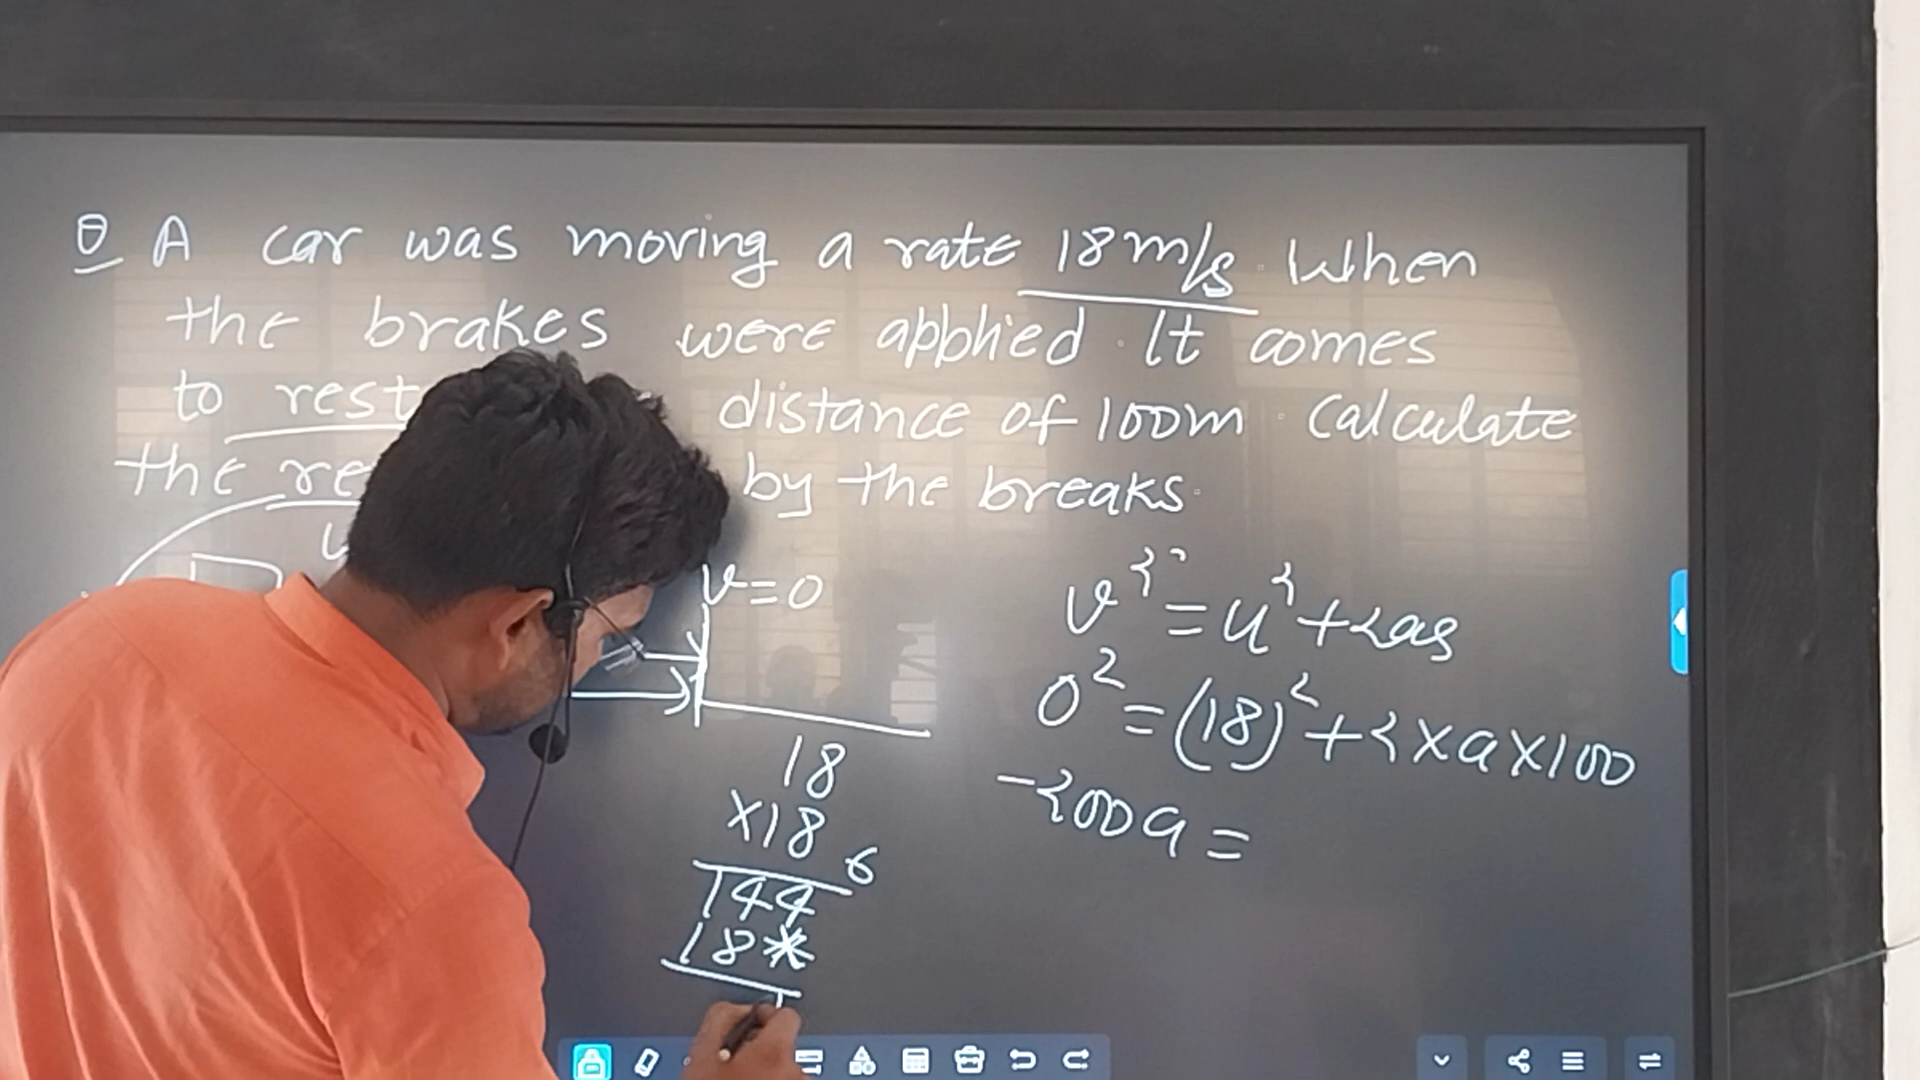 Q A car was moving a rate 18m/s. When
the brakes were applied. It comes
to rest distance of 100m. Calculate
the by the breaks.
v=0
v² = u² + 2as
0² = (18)² + 2 × a × 100
-200a =
18
×18
6
144
18*